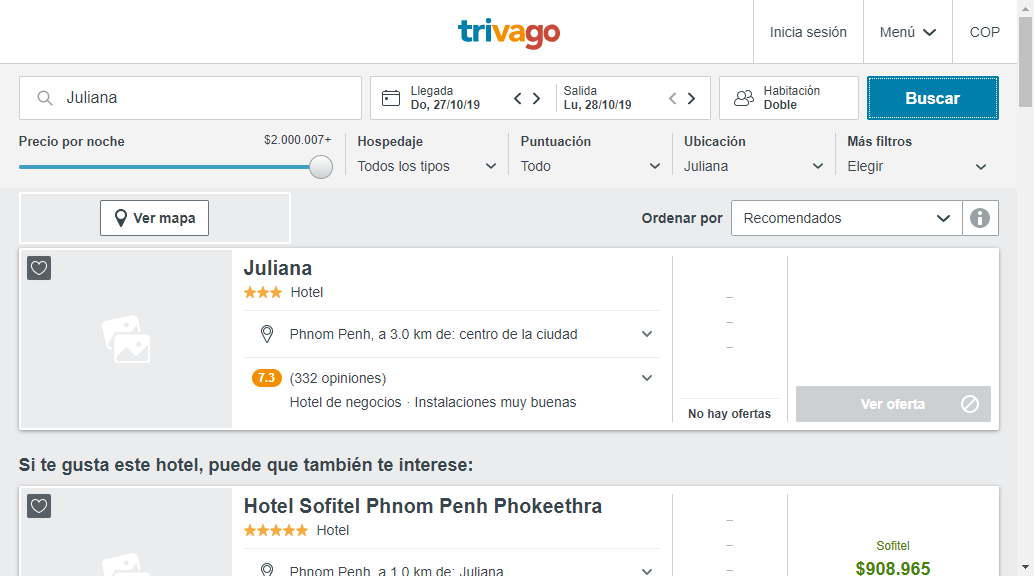 trivago
Inicia sesión
Menú
COP
Juliana
Llegada
Do, 27/10/19
Salida
Lu, 28/10/19
Habitación
Doble
Buscar
Precio por noche
$2.000.007+
Hospedaje
Todos los tipos
Puntuación
Todo
Ubicación
Juliana
Más filtros
Elegir
Ver mapa
Ordenar por
Recomendados
Juliana
Hotel
Phnom Penh, a 3.0 km de: centro de la ciudad
7.3 (332 opiniones)
Hotel de negocios · Instalaciones muy buenas
–
–
–
No hay ofertas
Ver oferta
Si te gusta este hotel, puede que también te interese:
Hotel Sofitel Phnom Penh Phokeethra
Hotel
Phnom Penh, a 1.0 km de: Juliana
–
–
–
Sofitel
$908.965